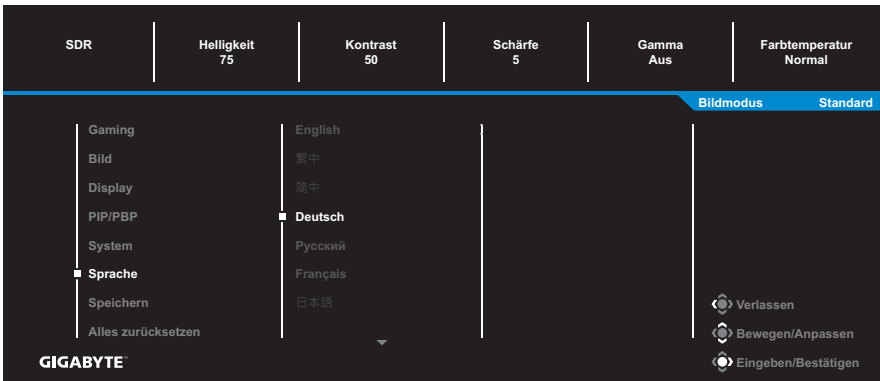 SDR
Helligkeit
75
Kontrast
50
Schärfe
5
Gamma
Aus
Farbtemperatur
Normal
Bildmodus Standard
Gaming
Bild
Display
PIP/PBP
System
Sprache
Speichern
Alles zurücksetzen
English
繁中
简中
Deutsch
Русский
Français
日本語
Verlassen
Bewegen/Anpassen
Eingeben/Bestätigen
GIGABYTE™